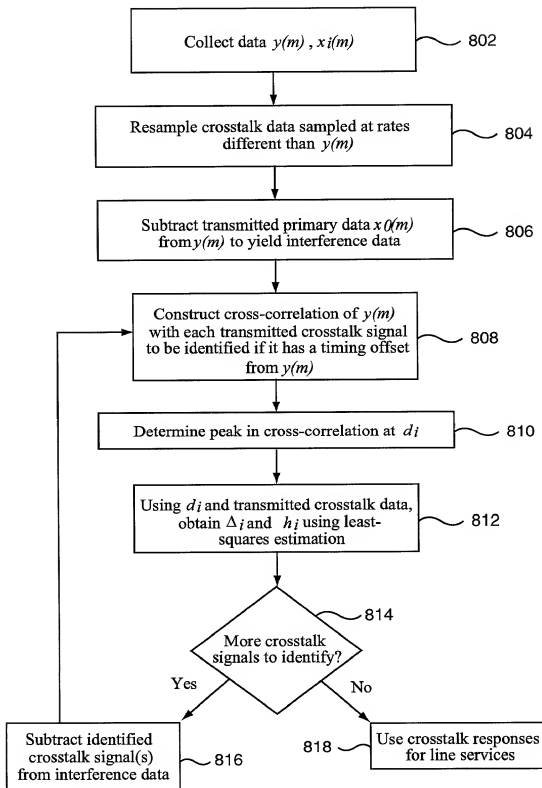 Collect data y(m) , xi(m)
802
Resample crosstalk data sampled at rates
different than y(m)
804
Subtract transmitted primary data x0(m)
from y(m) to yield interference data
806
Construct cross-correlation of y(m)
with each transmitted crosstalk signal
to be identified if it has a timing offset
from y(m)
808
Determine peak in cross-correlation at di
810
Using di and transmitted crosstalk data,
obtain Δi and hi using least-
squares estimation
812
814
More crosstalk
signals to identify?
Yes
No
Subtract identified
crosstalk signal(s)
from interference data
816
818
Use crosstalk responses
for line services